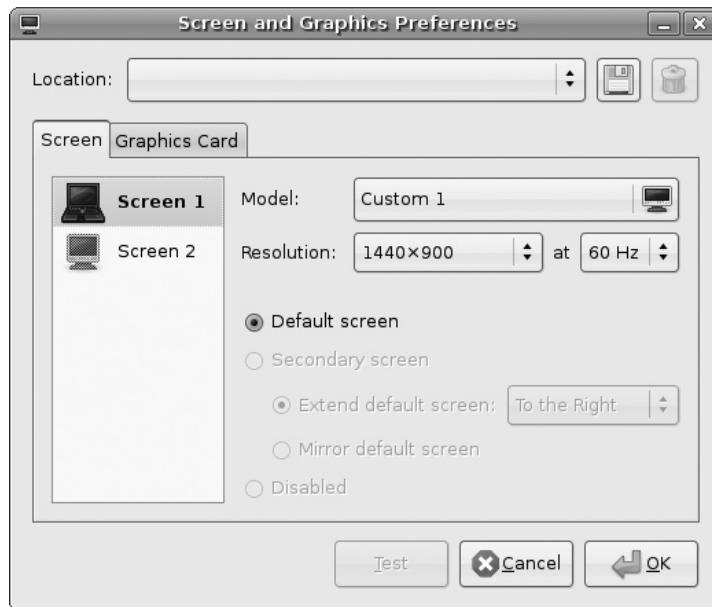 Screen and Graphics Preferences
Location:
Screen Graphics Card
Screen 1
Screen 2
Model: Custom 1
Resolution: 1440×900 at 60 Hz
Default screen
Secondary screen
Extend default screen: To the Right
Mirror default screen
Disabled
Test Cancel OK